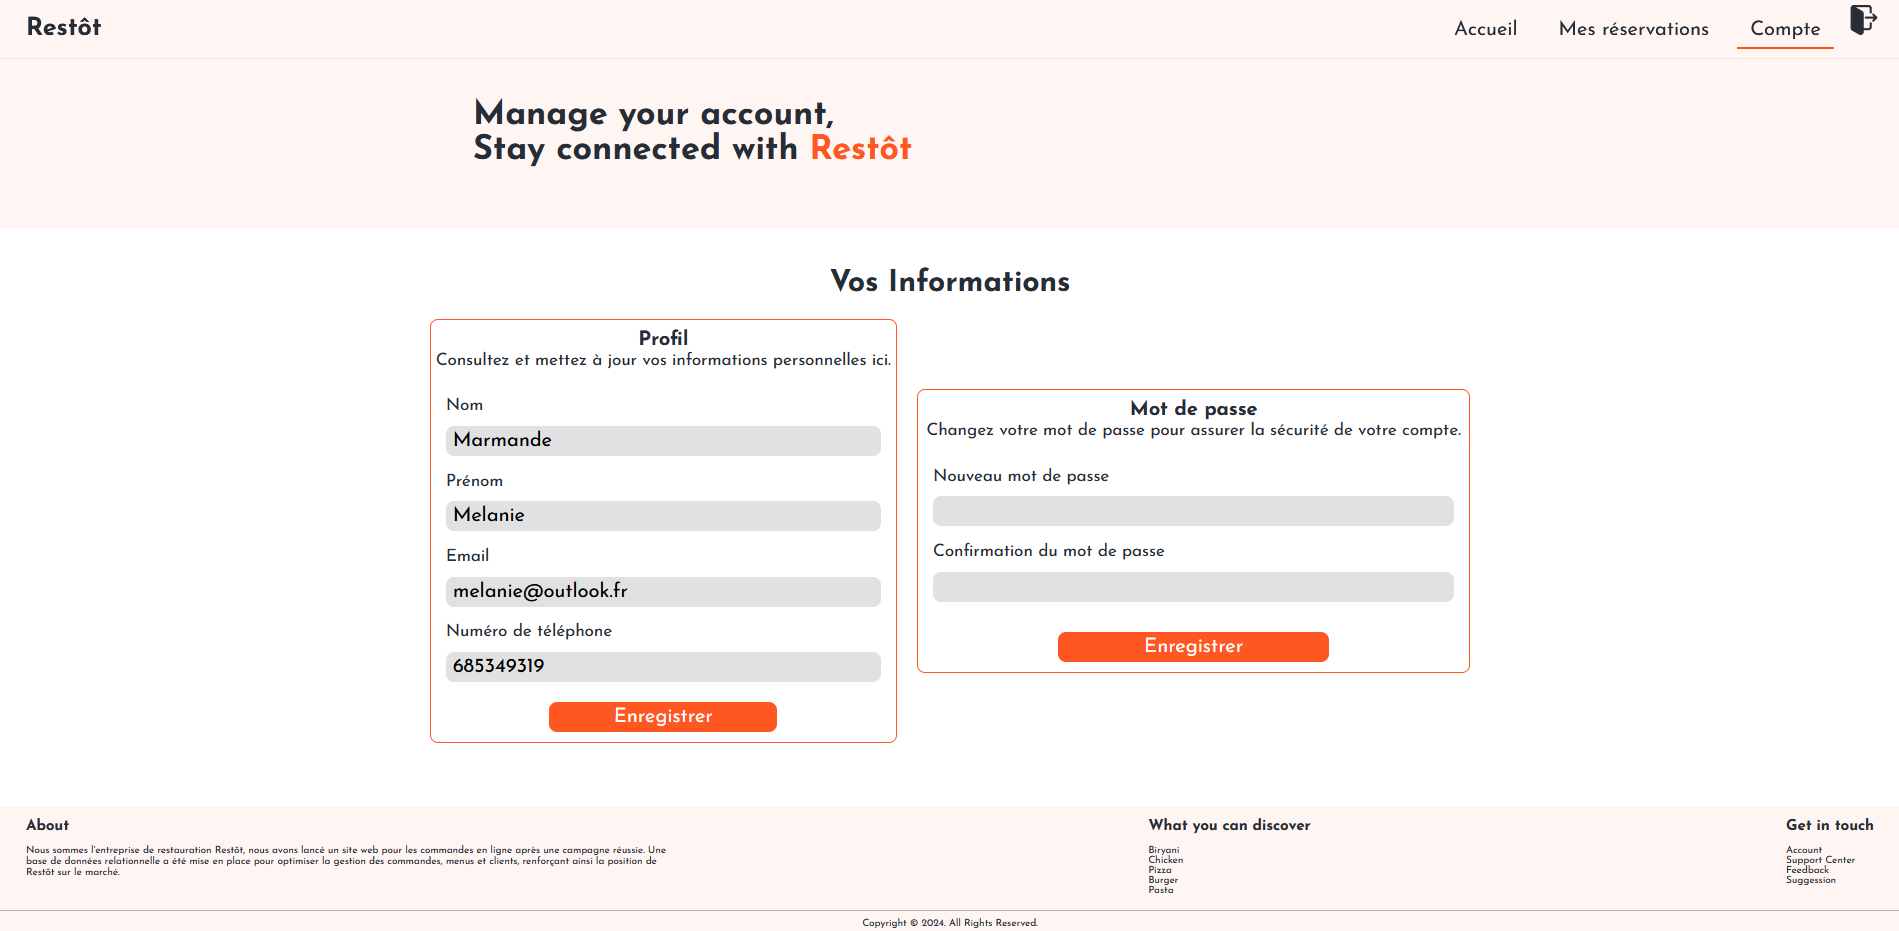 Restôt
Accueil
Mes réservations
Compte
Manage your account,
Stay connected with Restôt
Vos Informations
Profil
Consultez et mettez à jour vos informations personnelles ici.
Nom
Marmande
Prénom
Melanie
Email
melanie@outlook.fr
Numéro de téléphone
685349319
Enregistrer
Mot de passe
Changez votre mot de passe pour assurer la sécurité de votre compte.
Nouveau mot de passe
Confirmation du mot de passe
Enregistrer
About
Nous sommes l'entreprise de restauration Restôt, nous avons lancé un site web pour les commandes en ligne après une campagne réussie. Une
base de données relationnelle a été mise en place pour optimiser la gestion des commandes, menus et clients, renforçant ainsi la position de
Restôt sur le marché.
What you can discover
Biryani
Chicken
Pizza
Burger
Pasta
Get in touch
Account
Support Center
Feedback
Suggession
Copyright © 2024. All Rights Reserved.